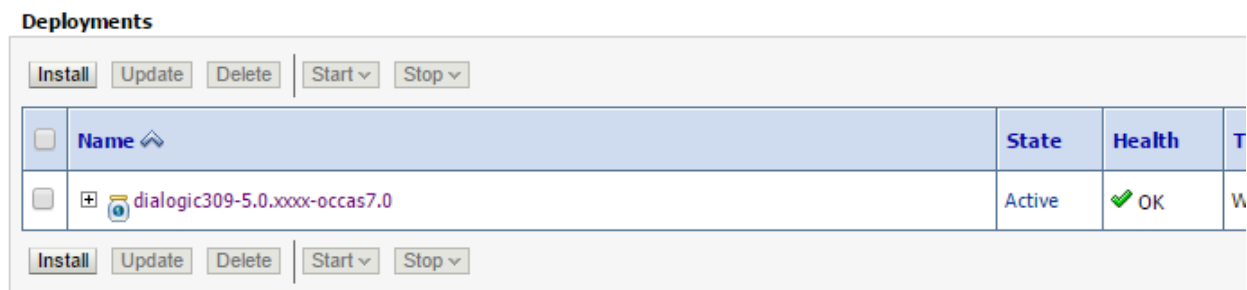 Deployments
Install Update Delete Start Stop
Name State Health T
dialogic309-5.0.xxxx-occas7.0 Active OK W
Install Update Delete Start Stop